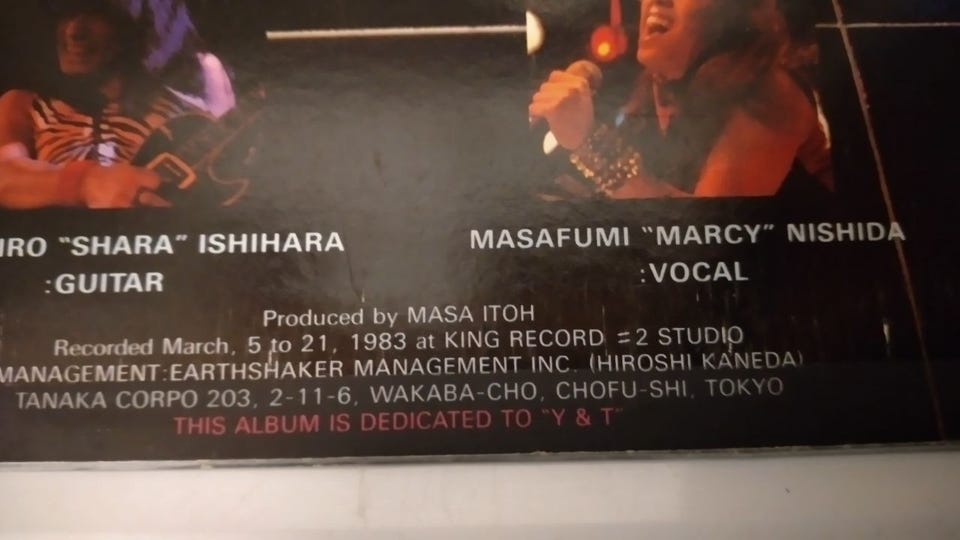 IRO "SHARA" ISHIHARA
:GUITAR
MASAFUMI "MARCY" NISHIDA
:VOCAL
Produced by MASA ITOH
Recorded March, 5 to 21, 1983 at KING RECORD #2 STUDIO
MANAGEMENT:EARTHSHAKER MANAGEMENT INC. (HIROSHI KANEDA)
TANAKA CORPO 203, 2-11-6, WAKABA-CHO, CHOFU-SHI, TOKYO
THIS ALBUM IS DEDICATED TO "Y & T"